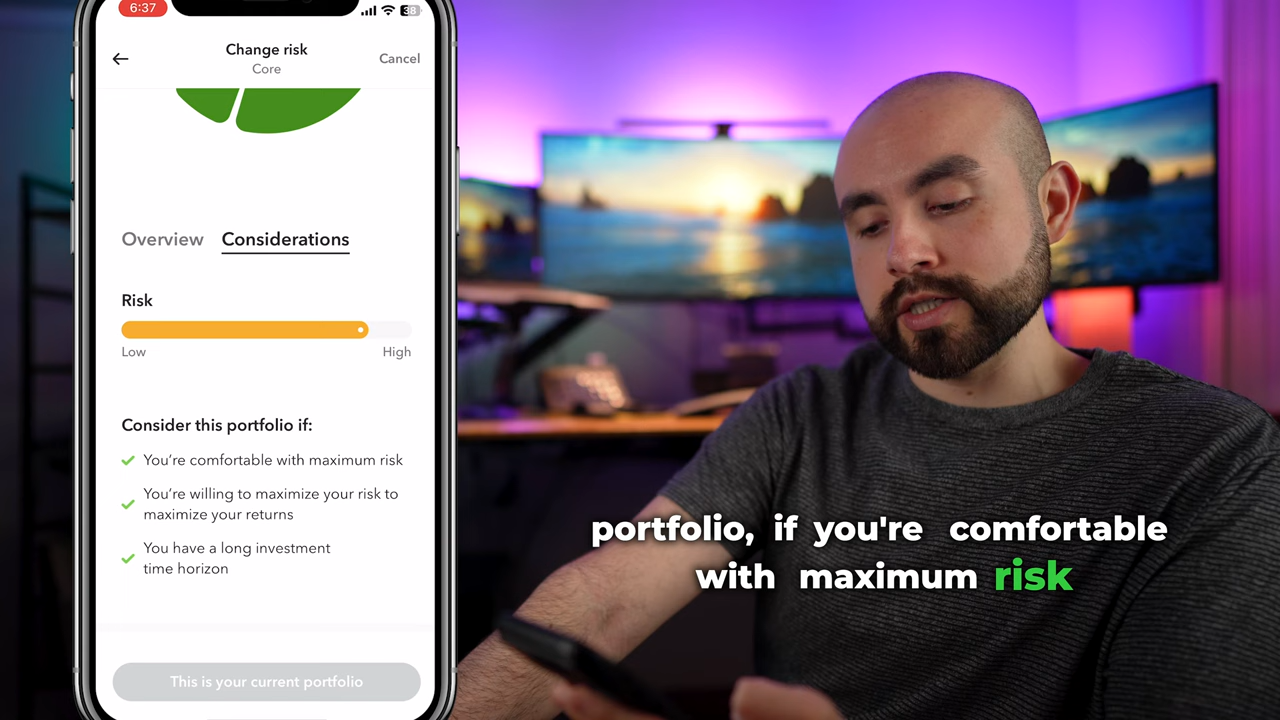 6:37
38
Change risk
Core
Cancel
Overview Considerations
Risk
Low High
Consider this portfolio if:
You're comfortable with maximum risk
You're willing to maximize your risk to
maximize your returns
You have a long investment
time horizon
This is your current portfolio
portfolio, if you're comfortable
with maximum risk